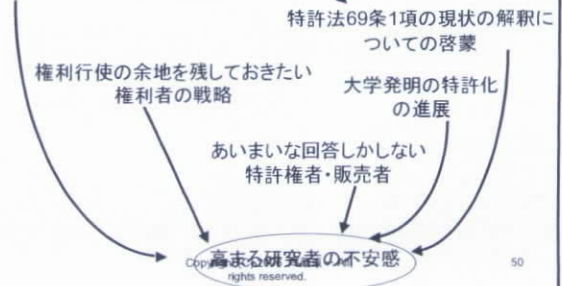 特許法69条1項の現状の解釈に
ついての啓蒙
権利行使の余地を残しておきたい
権利者の戦略
大学発明の特許化
の進展
あいまいな回答しかしない
特許権者・販売者
高まる研究者の不安感
rights reserved.
50